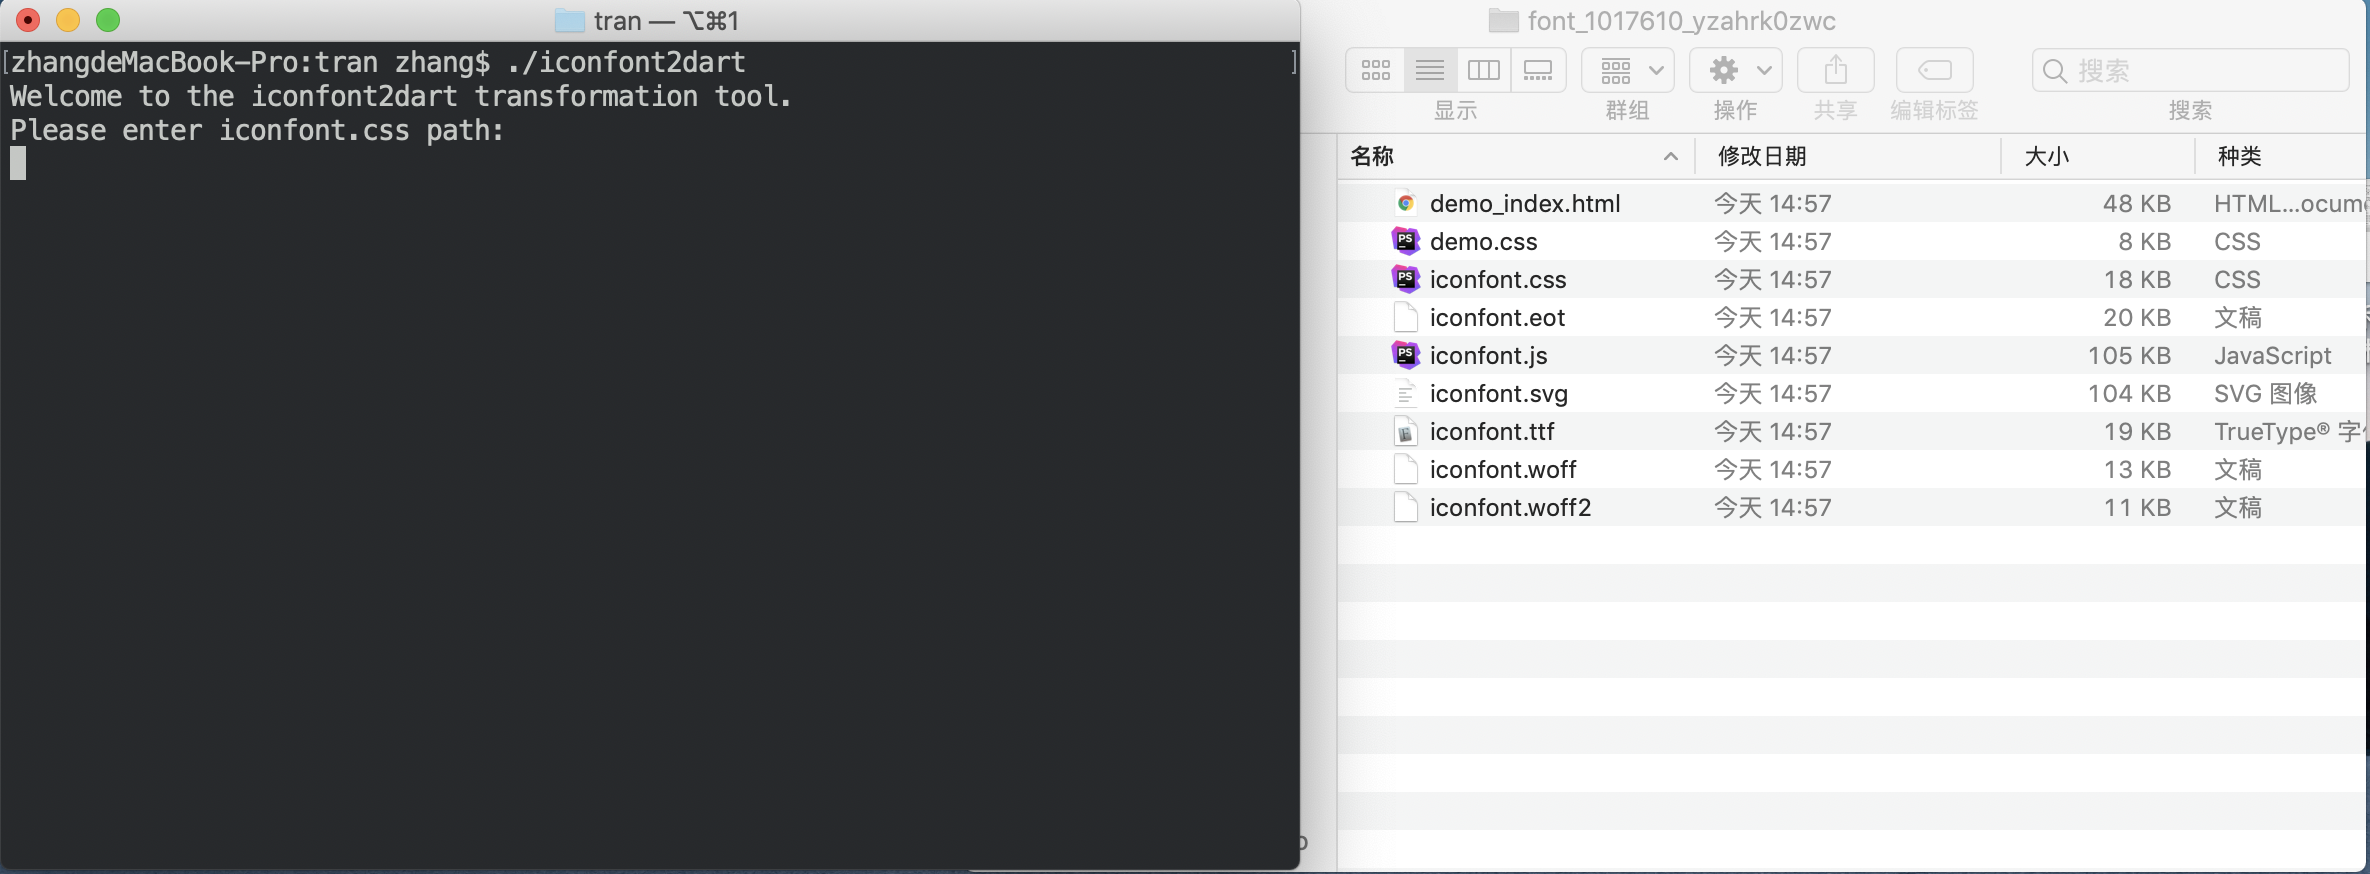 tran — ⌥⌘1
[zhangdeMacBook-Pro:tran zhang$ ./iconfont2dart ]
Welcome to the iconfont2dart transformation tool.
Please enter iconfont.css path:
font_1017610_yzahrk0zwc
搜索
显示 群组 操作 共享 编辑标签 搜索
名称 修改日期 大小 种类
demo_index.html 今天 14:57 48 KB HTML...ocum
demo.css 今天 14:57 8 KB CSS
iconfont.css 今天 14:57 18 KB CSS
iconfont.eot 今天 14:57 20 KB 文稿
iconfont.js 今天 14:57 105 KB JavaScript
iconfont.svg 今天 14:57 104 KB SVG 图像
iconfont.ttf 今天 14:57 19 KB TrueType® 字
iconfont.woff 今天 14:57 13 KB 文稿
iconfont.woff2 今天 14:57 11 KB 文稿